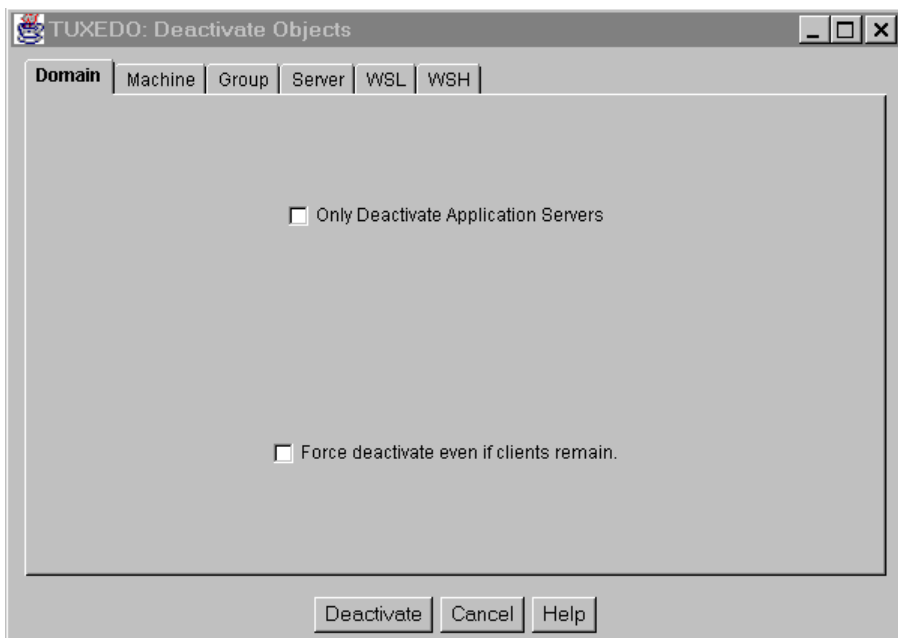 TUXEDO: Deactivate Objects
Domain Machine Group Server WSL WSH
Only Deactivate Application Servers
Force deactivate even if clients remain.
Deactivate Cancel Help